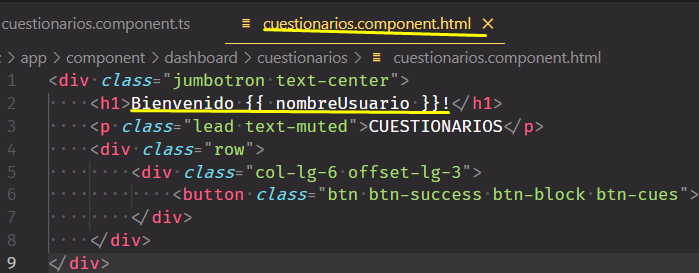 cuestionarios.component.ts
cuestionarios.component.html ×
> app > component > dashboard > cuestionarios > cuestionarios.component.html
1 <div class="jumbotron text-center">
2 <h1>Bienvenido {{ nombreUsuario }}!</h1>
3 <p class="lead text-muted">CUESTIONARIOS</p>
4 <div class="row">
5 <div class="col-lg-6 offset-lg-3">
6 <button class="btn btn-success btn-block btn-cues">
7 </div>
8 </div>
9 </div>